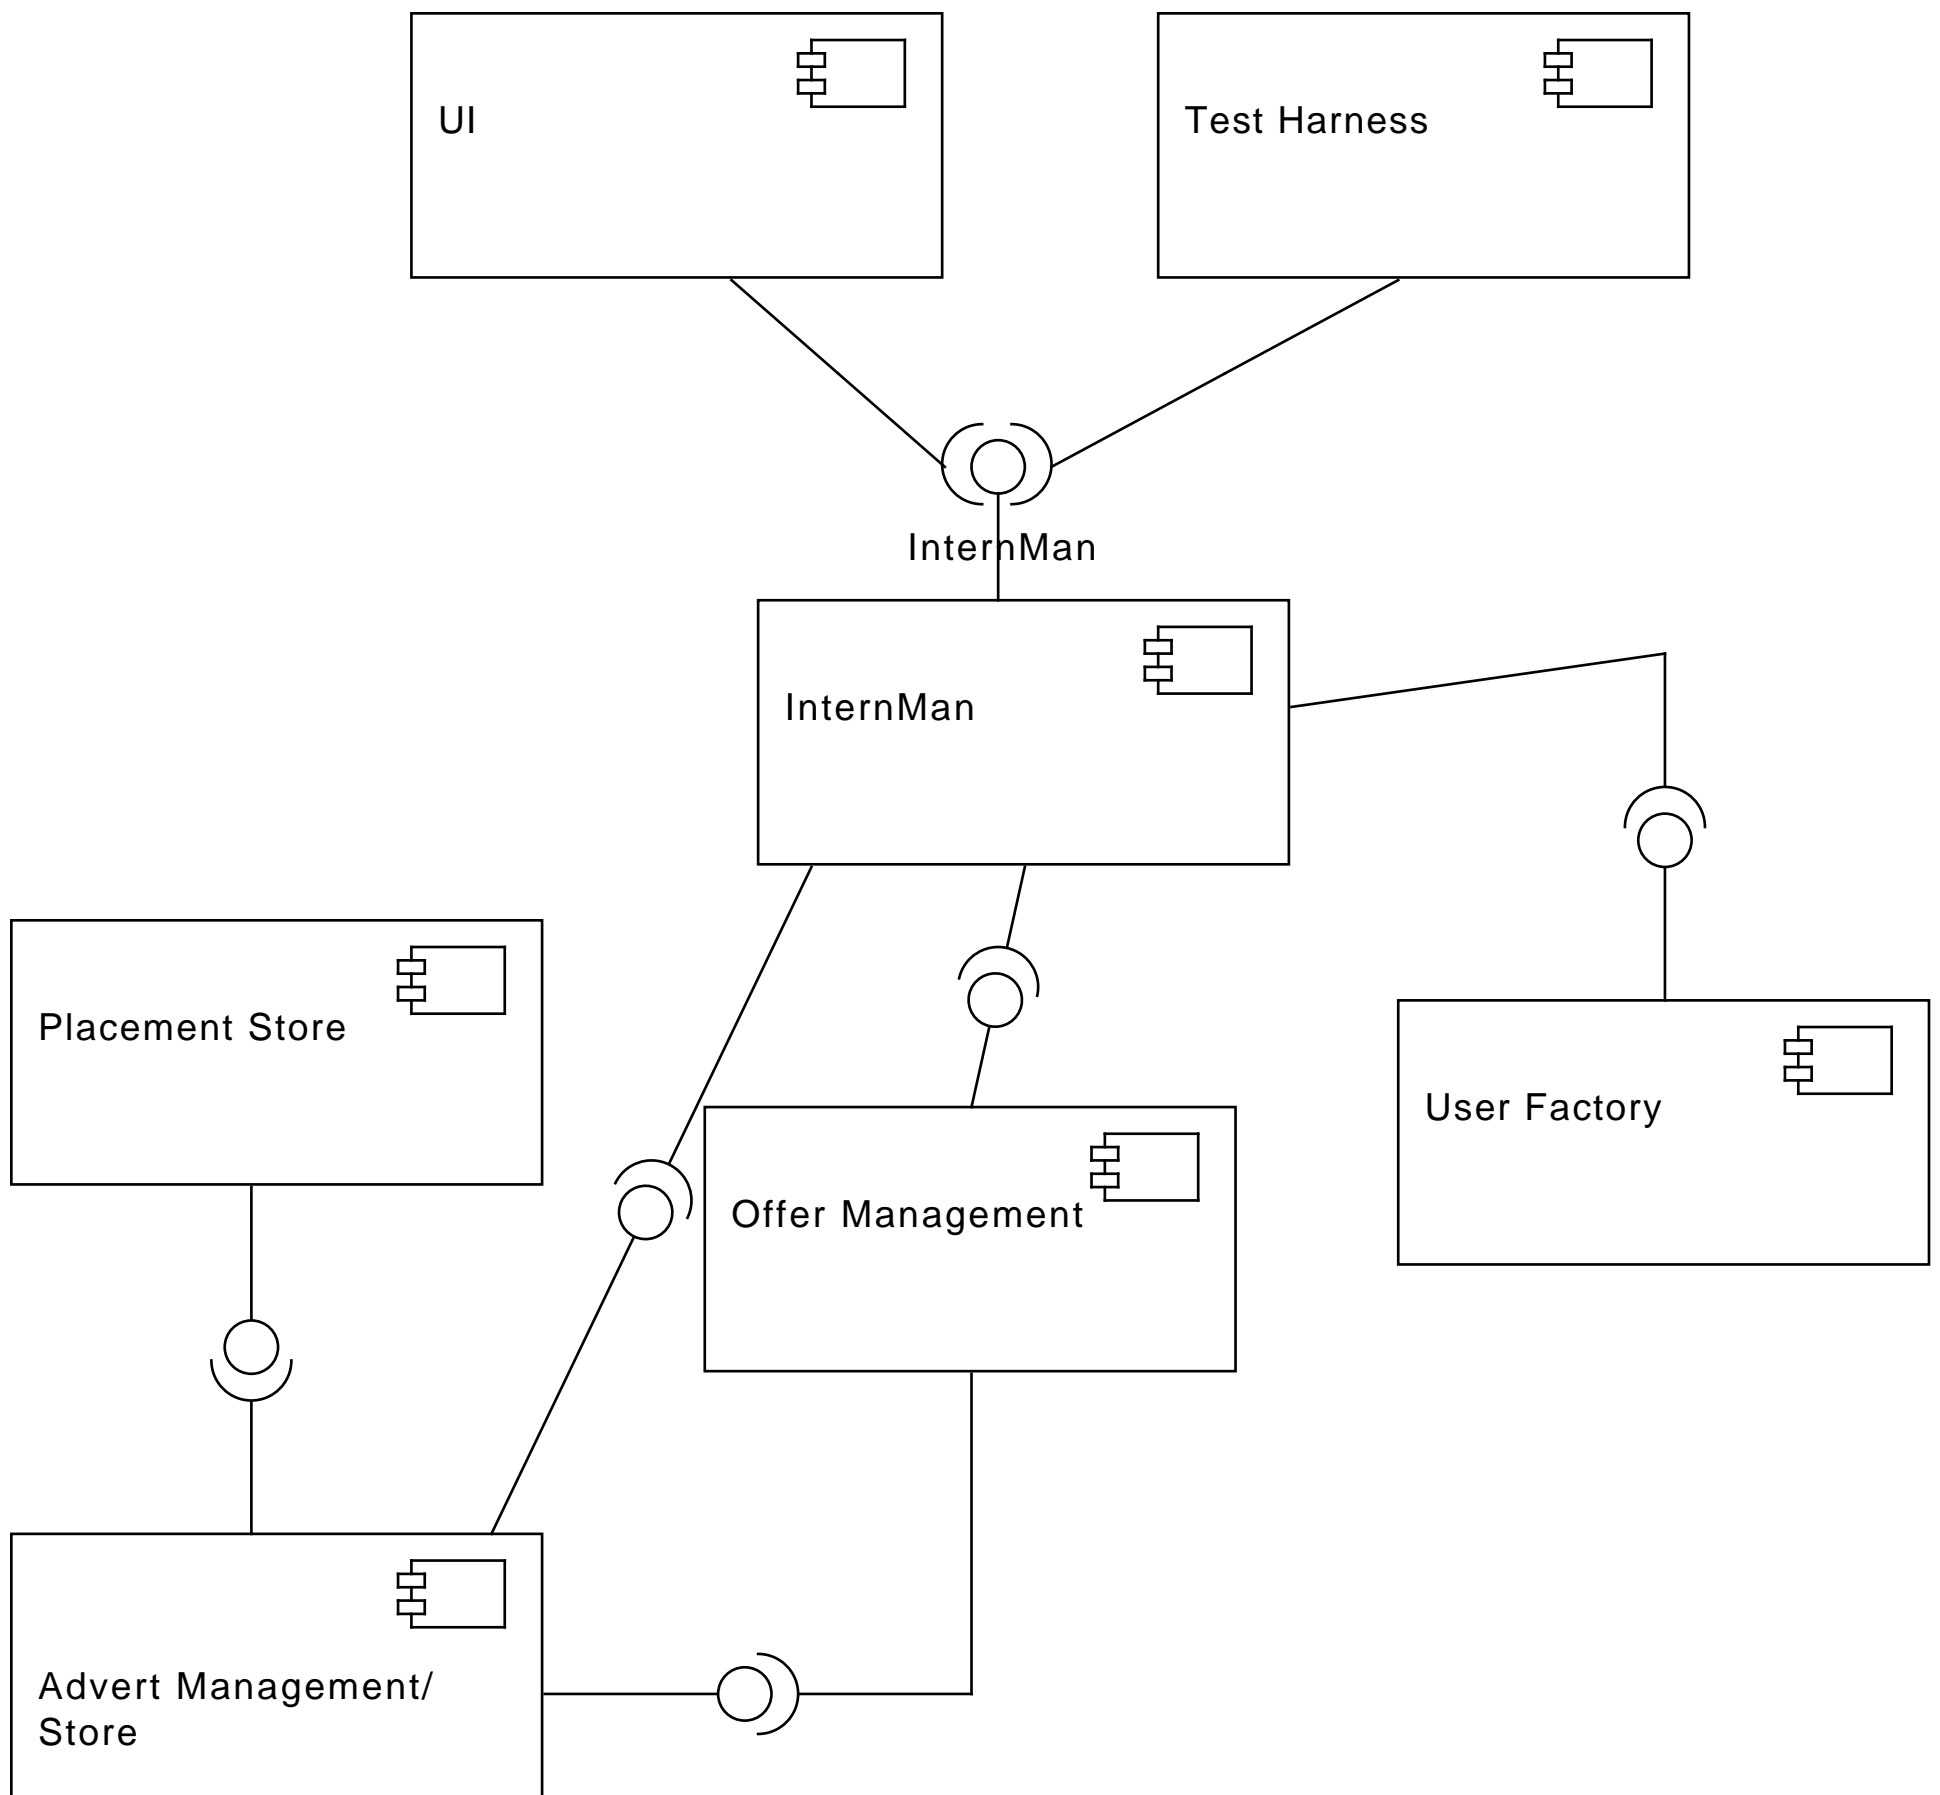 UI
Test Harness
InternMan
InternMan
Placement Store
User Factory
Offer Management
Advert Management/
Store